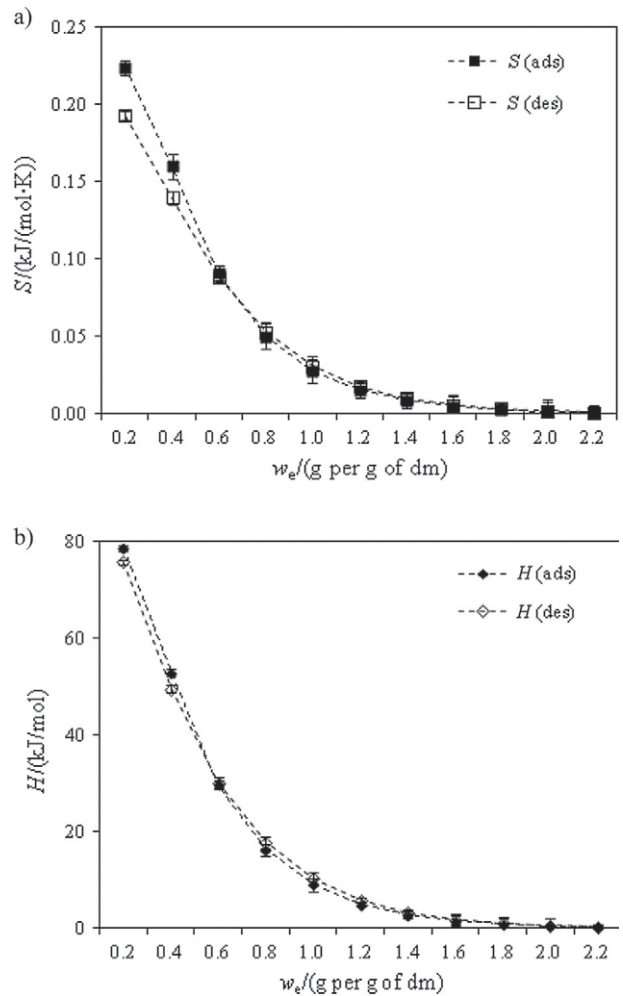 a)
0.25
0.20
0.15
0.10
0.05
0.00
S/(kJ/(mol·K))
S (ads)
S (des)
0.2 0.4 0.6 0.8 1.0 1.2 1.4 1.6 1.8 2.0 2.2
we/(g per g of dm)
b)
80
60
40
20
0
H/(kJ/mol)
H (ads)
H (des)
0.2 0.4 0.6 0.8 1.0 1.2 1.4 1.6 1.8 2.0 2.2
we/(g per g of dm)